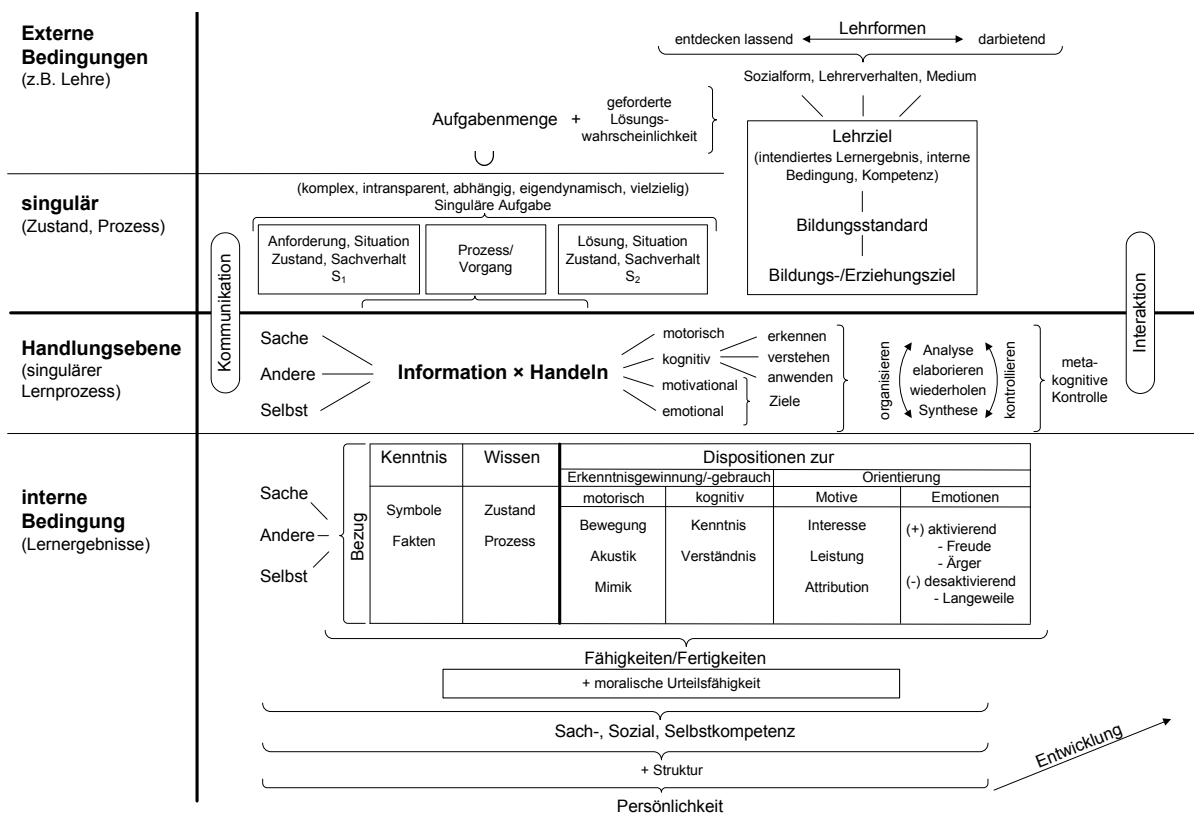 Externe
Bedingungen
(z.B. Lehre)
Lehrformen
entdecken lassend
darbietend
Sozialform, Lehrerverhalten, Medium
Aufgabenmenge
+
geforderte
Lösungs-
wahrscheinlichkeit
Lehrziel
(intendiertes Lernergebnis, interne
Bedingung, Kompetenz)
Bildungsstandard
Bildungs-/Erziehungsziel
singulär
(Zustand, Prozess)
(komplex, intransparent, abhängig, eigendynamisch, vielzielig)
Singuläre Aufgabe
Anforderung, Situation
Zustand, Sachverhalt
S1
Prozess/
Vorgang
Lösung, Situation
Zustand, Sachverhalt
S2
Kommunikation
Interaktion
Handlungsebene
(singulärer
Lernprozess)
Sache
Andere
Selbst
Information × Handeln
motorisch
kognitiv
motivational
emotional
erkennen
verstehen
anwenden
Ziele
organisieren
Analyse
elaborieren
wiederholen
Synthese
kontrollieren
meta-
kognitive
Kontrolle
interne
Bedingung
(Lernergebnisse)
Sache
Andere
Selbst
Bezug
Kenntnis
Wissen
Dispositionen zur
Erkenntnisgewinnung/-gebrauch
Orientierung
motorisch
kognitiv
Motive
Emotionen
Symbole
Fakten
Zustand
Prozess
Bewegung
Akustik
Mimik
Kenntnis
Verständnis
Interesse
Leistung
Attribution
(+) aktivierend
- Freude
- Ärger
(-) desaktivierend
- Langeweile
Fähigkeiten/Fertigkeiten
+ moralische Urteilsfähigkeit
Sach-, Sozial, Selbstkompetenz
+ Struktur
Persönlichkeit
Entwicklung